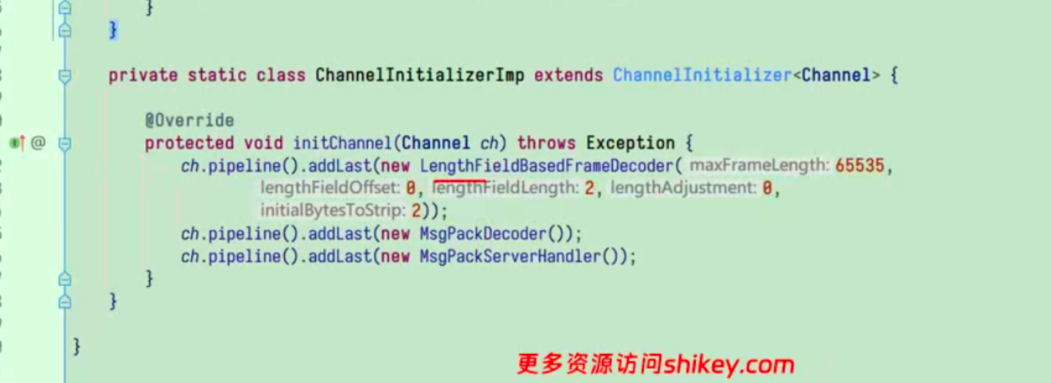 }
}
private static class ChannelInitializerImp extends ChannelInitializer<Channel> {
@Override
protected void initChannel(Channel ch) throws Exception {
ch.pipeline().addLast(new LengthFieldBasedFrameDecoder( maxFrameLength: 65535,
lengthFieldOffset: 0, lengthFieldLength: 2, lengthAdjustment: 0,
initialBytesToStrip: 2));
ch.pipeline().addLast(new MsgPackDecoder());
ch.pipeline().addLast(new MsgPackServerHandler());
}
}
}
更多资源访问shikey.com